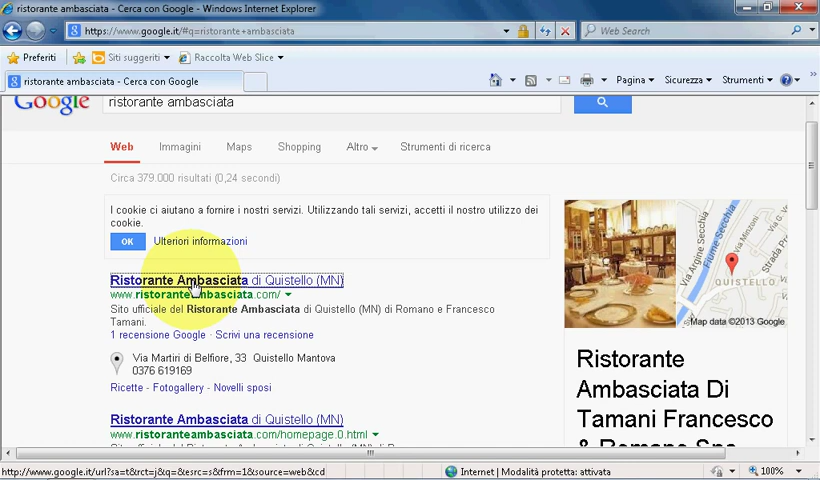 ristorante ambasciata - Cerca con Google - Windows Internet Explorer
https://www.google.it/#q=ristorante+ambasciata
Web Search
Preferiti
Siti suggeriti
Raccolta Web Slice
ristorante ambasciata - Cerca con Google
Pagina
Sicurezza
Strumenti
Google
ristorante ambasciata
Web
Immagini
Maps
Shopping
Altro
Strumenti di ricerca
Circa 379.000 risultati (0,24 secondi)
I cookie ci aiutano a fornire i nostri servizi. Utilizzando tali servizi, accetti il nostro utilizzo dei
cookie.
OK
Ulteriori informazioni
Ristorante Ambasciata di Quistello (MN)
www.ristoranteambasciata.com/
Sito ufficiale del Ristorante Ambasciata di Quistello (MN) di Romano e Francesco
Tamani.
1 recensione Google - Scrivi una recensione
Via Martiri di Belfiore, 33 Quistello Mantova
0376 619169
Ricette - Fotogallery - Novelli sposi
Ristorante Ambasciata di Quistello (MN)
www.ristoranteambasciata.com/homepage.0.html
Via Argine Secchia
Fiume Secchia
Via Minzoni
Piazza
QUISTELLO
Map data ©2013 Google
Ristorante
Ambasciata Di
Tamani Francesco
& Romano Snc
http://www.google.it/url?sa=t&rct=j&q=&esrc=s&frm=1&source=web&cd
Internet | Modalità protetta: attivata
100%